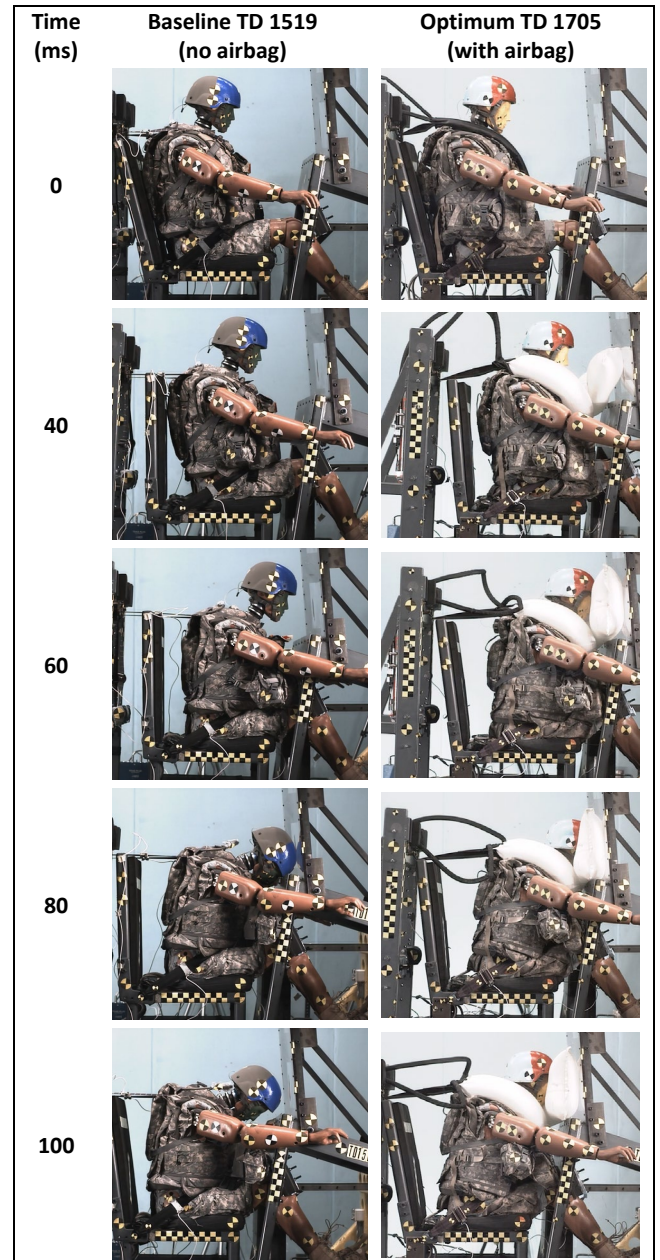 Time
(ms)
Baseline TD 1519
(no airbag)
Optimum TD 1705
(with airbag)
0
40
60
80
100